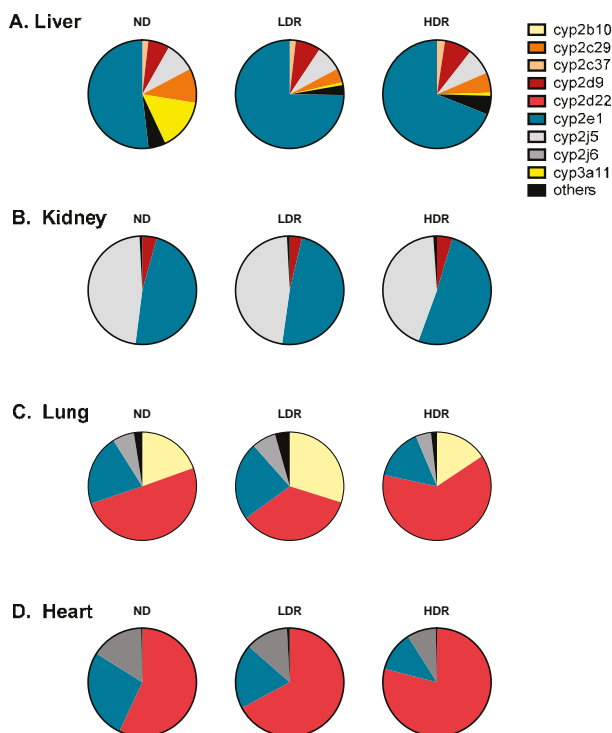 A. Liver
ND
LDR
HDR
cyp2b10
cyp2c29
cyp2c37
cyp2d9
cyp2d22
cyp2e1
cyp2j5
cyp2j6
cyp3a11
others
B. Kidney
ND
LDR
HDR
C. Lung
ND
LDR
HDR
D. Heart
ND
LDR
HDR